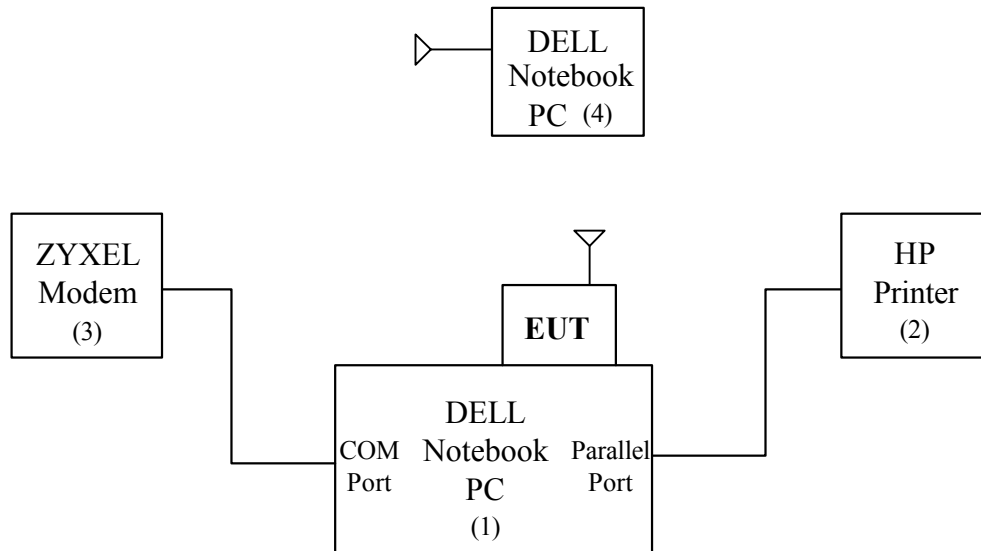 DELL
Notebook
PC (4)
ZYXEL
Modem
(3)
HP
Printer
(2)
EUT
DELL
Notebook
PC
(1)
COM
Port
Parallel
Port